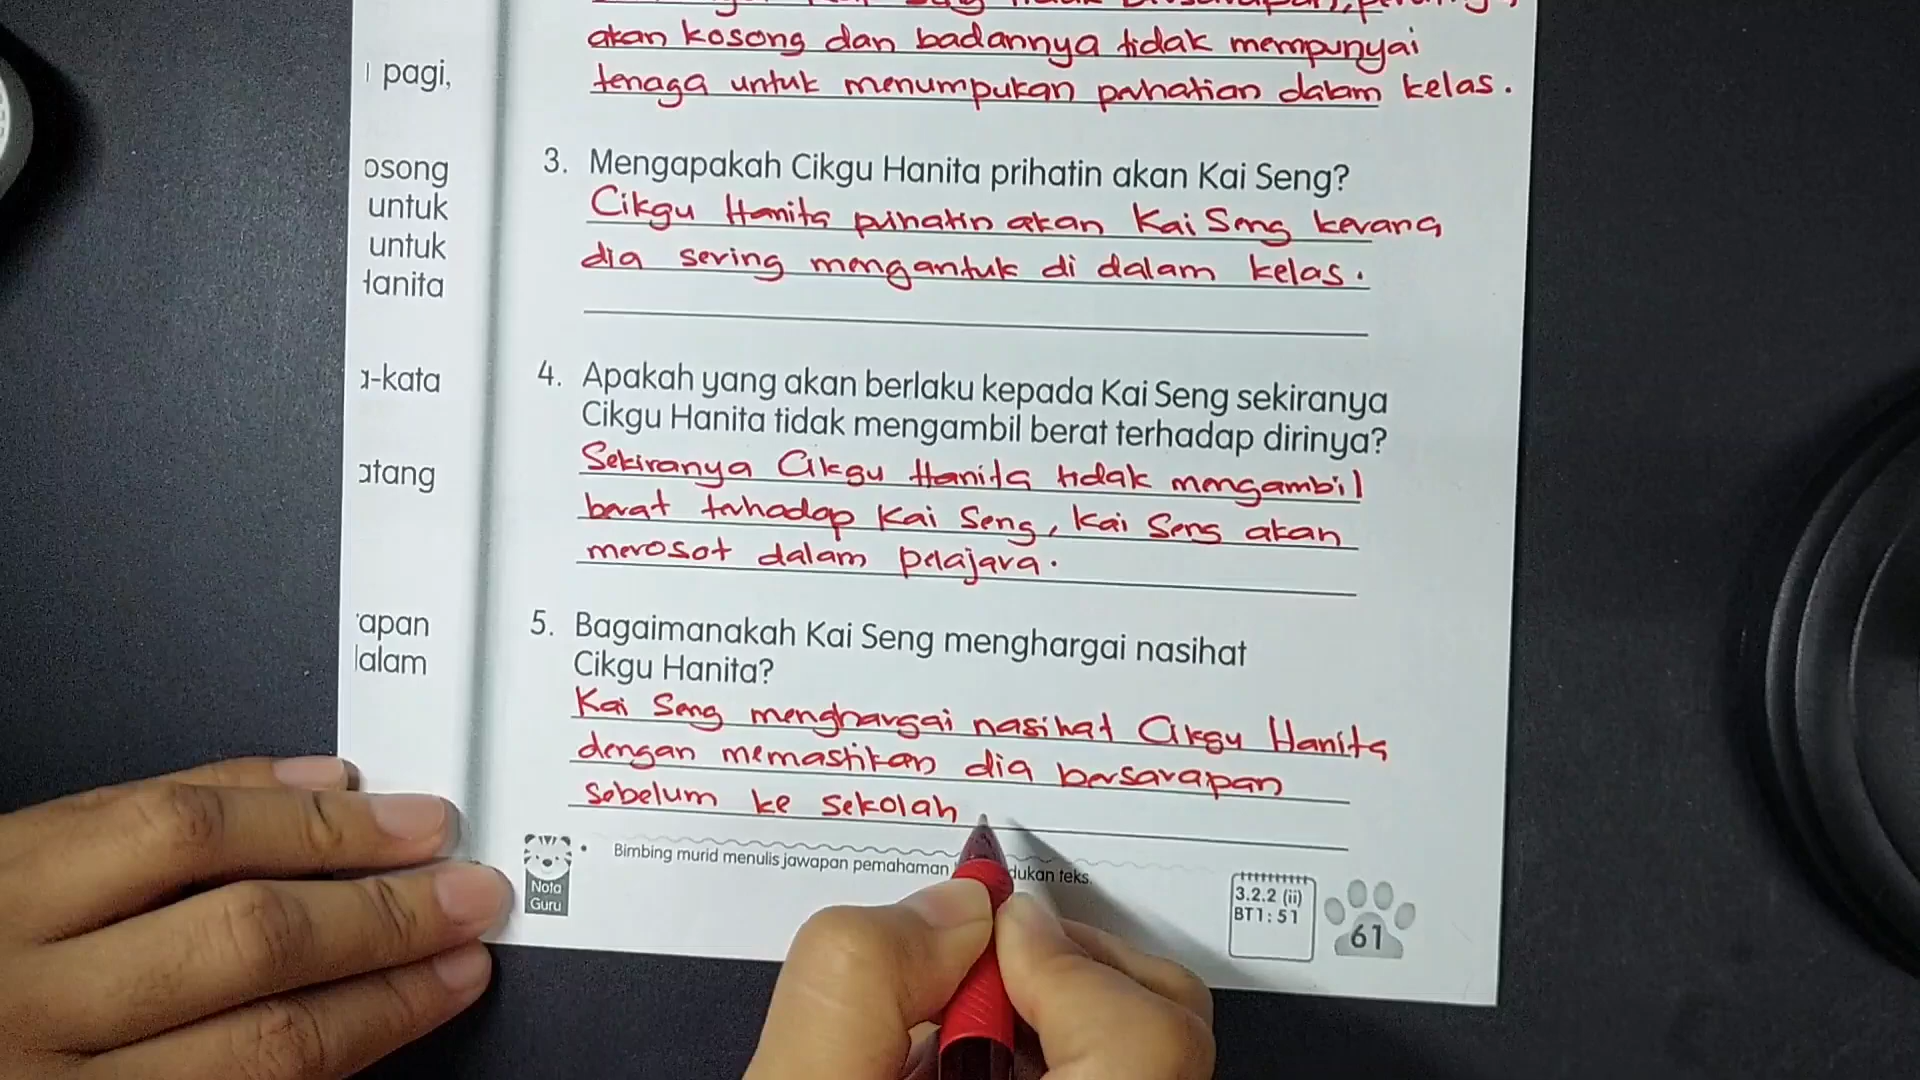 akan kosong dan badannya tidak mempunyai
tenaga untuk menumpukan perhatian dalam kelas.
pagi,
osong
untuk
untuk
Hanita
a-kata
atang
apan
dalam
3. Mengapakah Cikgu Hanita prihatin akan Kai Seng?
Cikgu Hanita prihatin akan Kai Seng kerana
dia sering mengantuk di dalam kelas.
4. Apakah yang akan berlaku kepada Kai Seng sekiranya
Cikgu Hanita tidak mengambil berat terhadap dirinya?
Sekiranya Cikgu Hanita tidak mengambil
berat terhadap Kai Seng, Kai Seng akan
merosot dalam pelajara.
5. Bagaimanakah Kai Seng menghargai nasihat
Cikgu Hanita?
Kai Seng menghargai nasihat Cikgu Hanita
dengan memastikan dia bersarapan
sebelum ke sekolah
• Bimbing murid menulis jawapan pemahaman dukan teks.
Nota
Guru
3.2.2 (ii)
BT1: 51
61